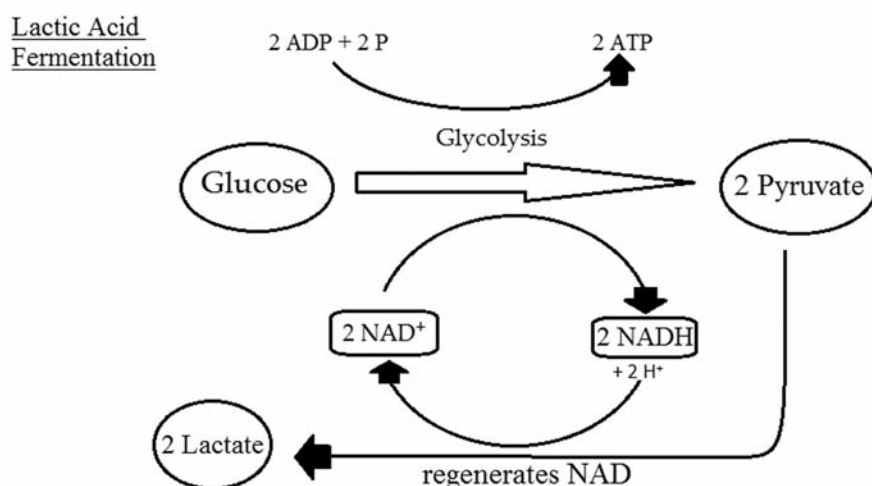 Lactic Acid
Fermentation
2 ADP + 2 P
2 ATP
Glycolysis
Glucose
2 Pyruvate
2 NAD⁺
2 NADH
+ 2 H⁺
2 Lactate
regenerates NAD